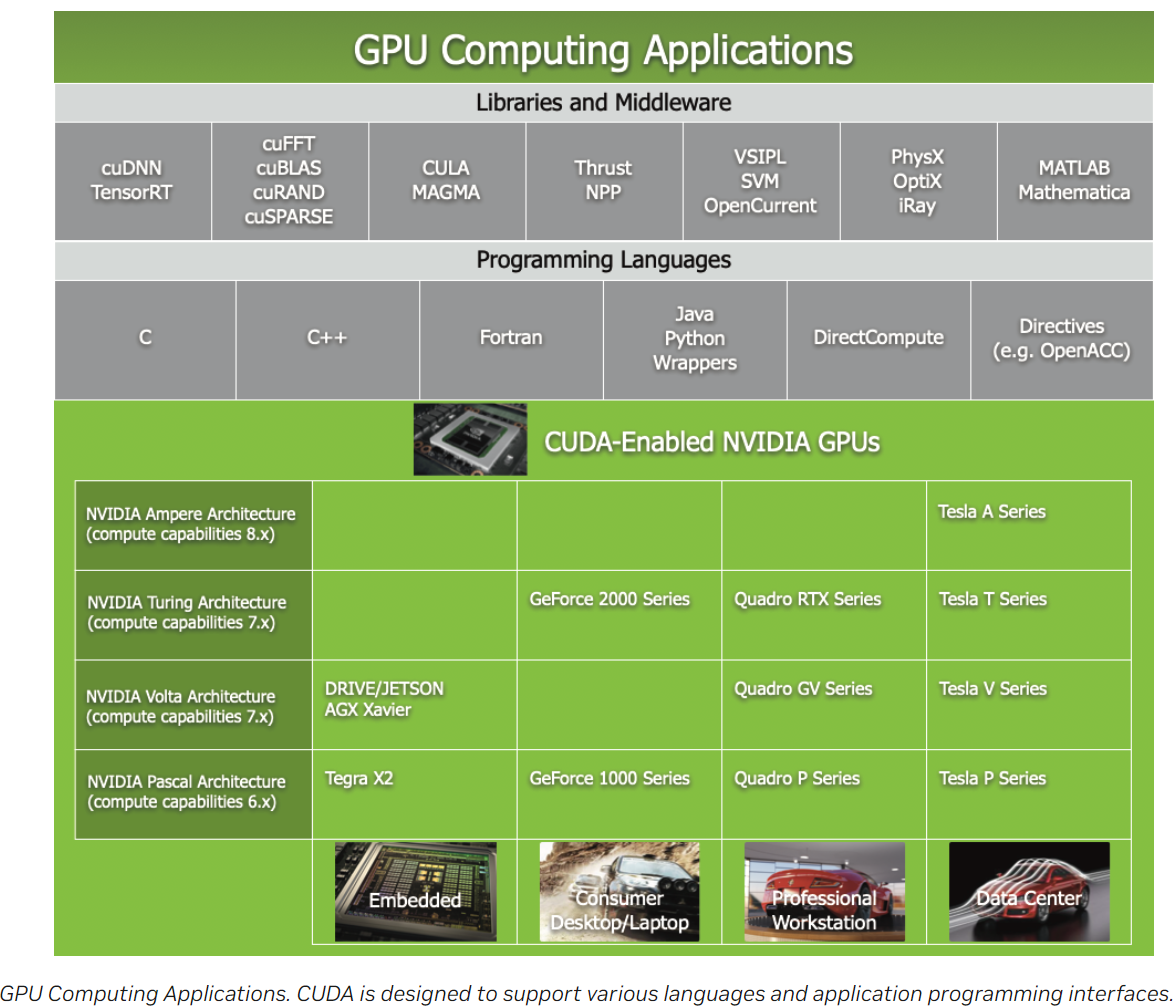 GPU Computing Applications
Libraries and Middleware
cuDNN
TensorRT
cuFFT
cuBLAS
cuRAND
cuSPARSE
CULA
MAGMA
Thrust
NPP
VSIPL
SVM
OpenCurrent
PhysX
OptiX
iRay
MATLAB
Mathematica
Programming Languages
C
C++
Fortran
Java
Python
Wrappers
DirectCompute
Directives
(e.g. OpenACC)
CUDA-Enabled NVIDIA GPUs
NVIDIA Ampere Architecture
(compute capabilities 8.x)
Tesla A Series
NVIDIA Turing Architecture
(compute capabilities 7.x)
GeForce 2000 Series
Quadro RTX Series
Tesla T Series
NVIDIA Volta Architecture
(compute capabilities 7.x)
DRIVE/JETSON
AGX Xavier
Quadro GV Series
Tesla V Series
NVIDIA Pascal Architecture
(compute capabilities 6.x)
Tegra X2
GeForce 1000 Series
Quadro P Series
Tesla P Series
Embedded
Consumer
Desktop/Laptop
Professional
Workstation
Data Center
GPU Computing Applications. CUDA is designed to support various languages and application programming interfaces